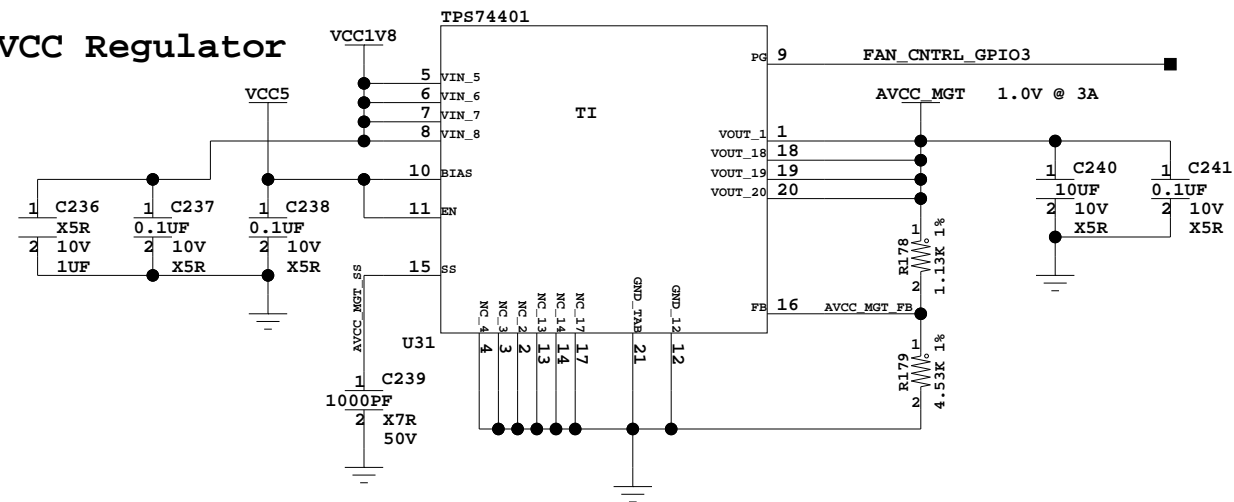 TPS74401
VCC Regulator
VCC1V8
VCC5
5 VIN_5
6 VIN_6
7 VIN_7
8 VIN_8
10 BIAS
11 EN
15 SS
TI
PG 9 FAN_CNTRL_GPIO3
AVCC_MGT 1.0V @ 3A
VOUT_1 1
VOUT_18 18
VOUT_19 19
VOUT_20 20
FB 16 AVCC_MGT_FB
1 C236
X5R
2 10V
1UF
1 C237
0.1UF
2 10V
X5R
1 C238
0.1UF
2 10V
X5R
AVCC_MGT_SS
1 C239
1000PF
2 X7R
50V
U31
NC_4 4
NC_3 3
NC_2 2
NC_13 13
NC_14 14
NC_17 17
GND_TAB 21
GND_12 12
1
R178
1.13K 1%
2
1
R179
4.53K 1%
2
1 C240
10UF
2 10V
X5R
1 C241
0.1UF
2 10V
X5R